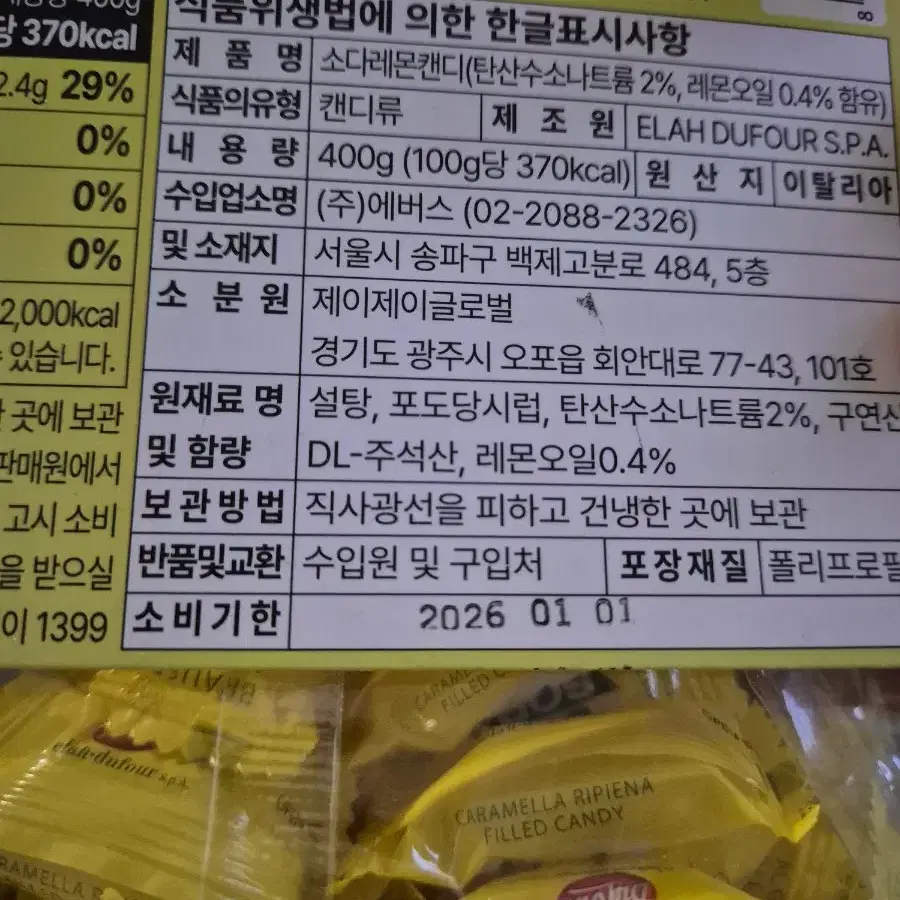 당 370kcal
2.4g 29%
0%
0%
0%
2,000kcal
있습니다.
곳에 보관
판매원에서
고시 소비
을 받으실
이 1399
식품위생법에 의한 한글표시사항
제 품 명 소다레몬캔디(탄산수소나트륨 2%, 레몬오일 0.4% 함유)
식품의유형 캔디류 제 조 원 ELAH DUFOUR S.P.A.
내 용 량 400g (100g당 370kcal) 원 산 지 이탈리아
수입업소명 (주)에버스 (02-2088-2326)
및 소재지 서울시 송파구 백제고분로 484, 5층
소 분 원 제이제이글로벌
경기도 광주시 오포읍 회안대로 77-43, 101호
원재료 명 설탕, 포도당시럽, 탄산수소나트륨2%, 구연산
및 함량 DL-주석산, 레몬오일0.4%
보관방법 직사광선을 피하고 건냉한 곳에 보관
반품및교환 수입원 및 구입처 포장재질 폴리프로필
소비기한 2026 01 01
elah-dufour s.p.a.
CARAMELLA
FILLED
CARAMELLA RIPIENA
FILLED CANDY